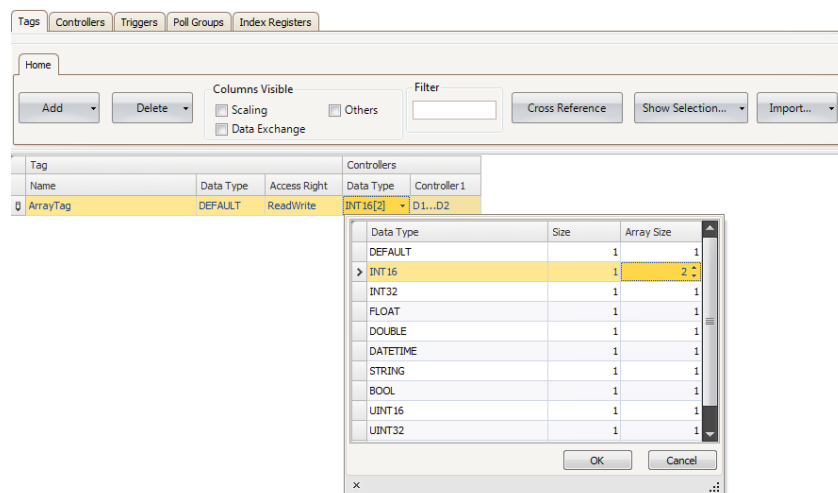 Tags Controllers Triggers Poll Groups Index Registers
Home
Columns Visible Filter
Add Delete Scaling Others Cross Reference Show Selection... Import...
Data Exchange
Tag Controllers
Name Data Type Access Right Data Type Controller1
ArrayTag DEFAULT ReadWrite INT16[2] D1...D2
Data Type Size Array Size
DEFAULT 1 1
INT16 1 2
INT32 1 1
FLOAT 1 1
DOUBLE 1 1
DATETIME 1 1
STRING 1 1
BOOL 1 1
UINT16 1 1
UINT32 1 1
OK Cancel